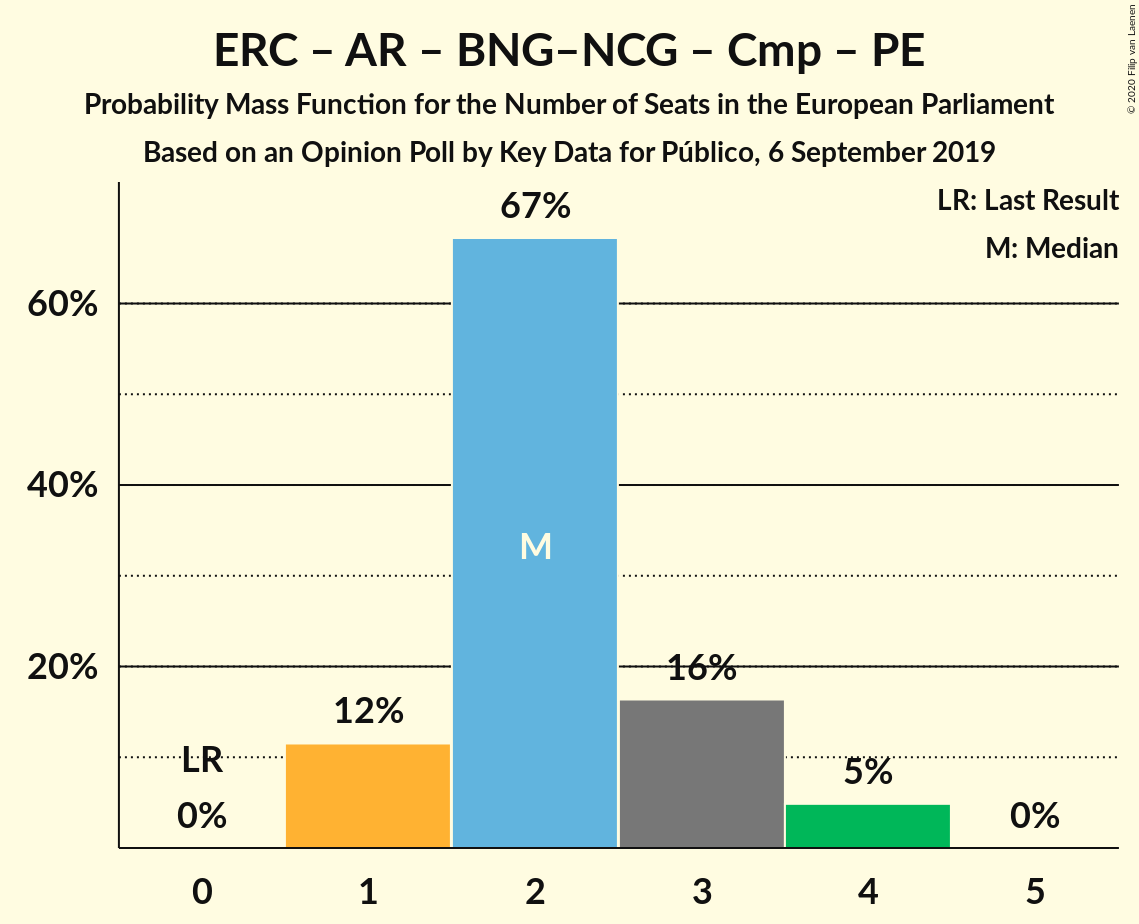 ERC – AR – BNG–NCG – Cmp – PE
Probability Mass Function for the Number of Seats in the European Parliament
Based on an Opinion Poll by Key Data for Público, 6 September 2019
© 2020 Filip van Laenen
LR: Last Result
M: Median
67%
60%
40%
M
20%
16%
12%
LR
5%
0%
0%
0 1 2 3 4 5